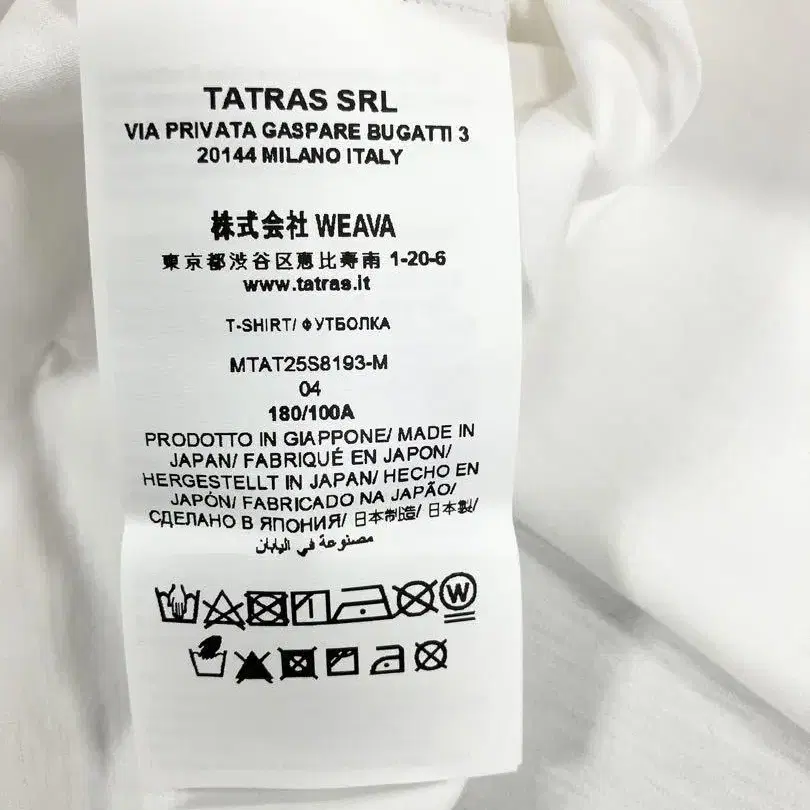 TATRAS SRL
VIA PRIVATA GASPARE BUGATTI 3
20144 MILANO ITALY
株式会社 WEAVA
東京都渋谷区恵比寿南 1-20-6
www.tatras.it
T-SHIRT/ ФУТБОЛКА
MTAT25S8193-M
04
180/100A
PRODOTTO IN GIAPPONE/ MADE IN
JAPAN/ FABRIQUÉ EN JAPON/
HERGESTELLT IN JAPAN/ HECHO EN
JAPÓN/ FABRICADO NA JAPÃO/
СДЕЛАНО В ЯПОНИЯ/ 日本制造/ 日本製/
مصنوعة في اليابان
W